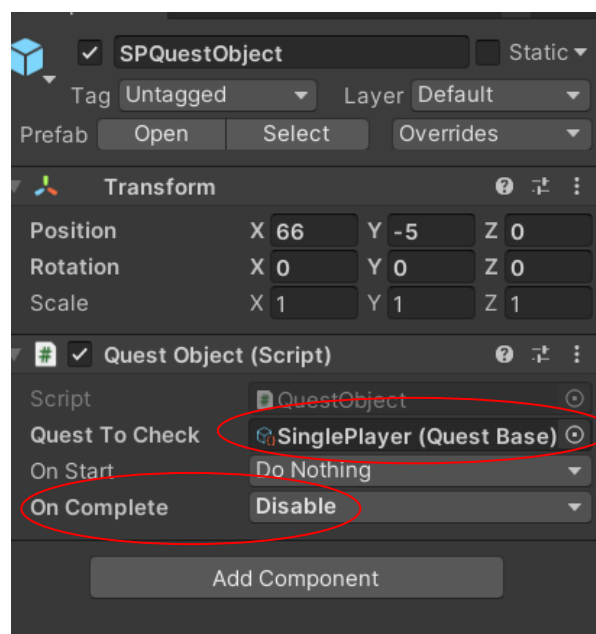 SPQuestObject Static
Tag Untagged Layer Default
Prefab Open Select Overrides
Transform
Position X 66 Y -5 Z 0
Rotation X 0 Y 0 Z 0
Scale X 1 Y 1 Z 1
# Quest Object (Script)
Script # QuestObject
Quest To Check SinglePlayer (Quest Base)
On Start Do Nothing
On Complete Disable
Add Component